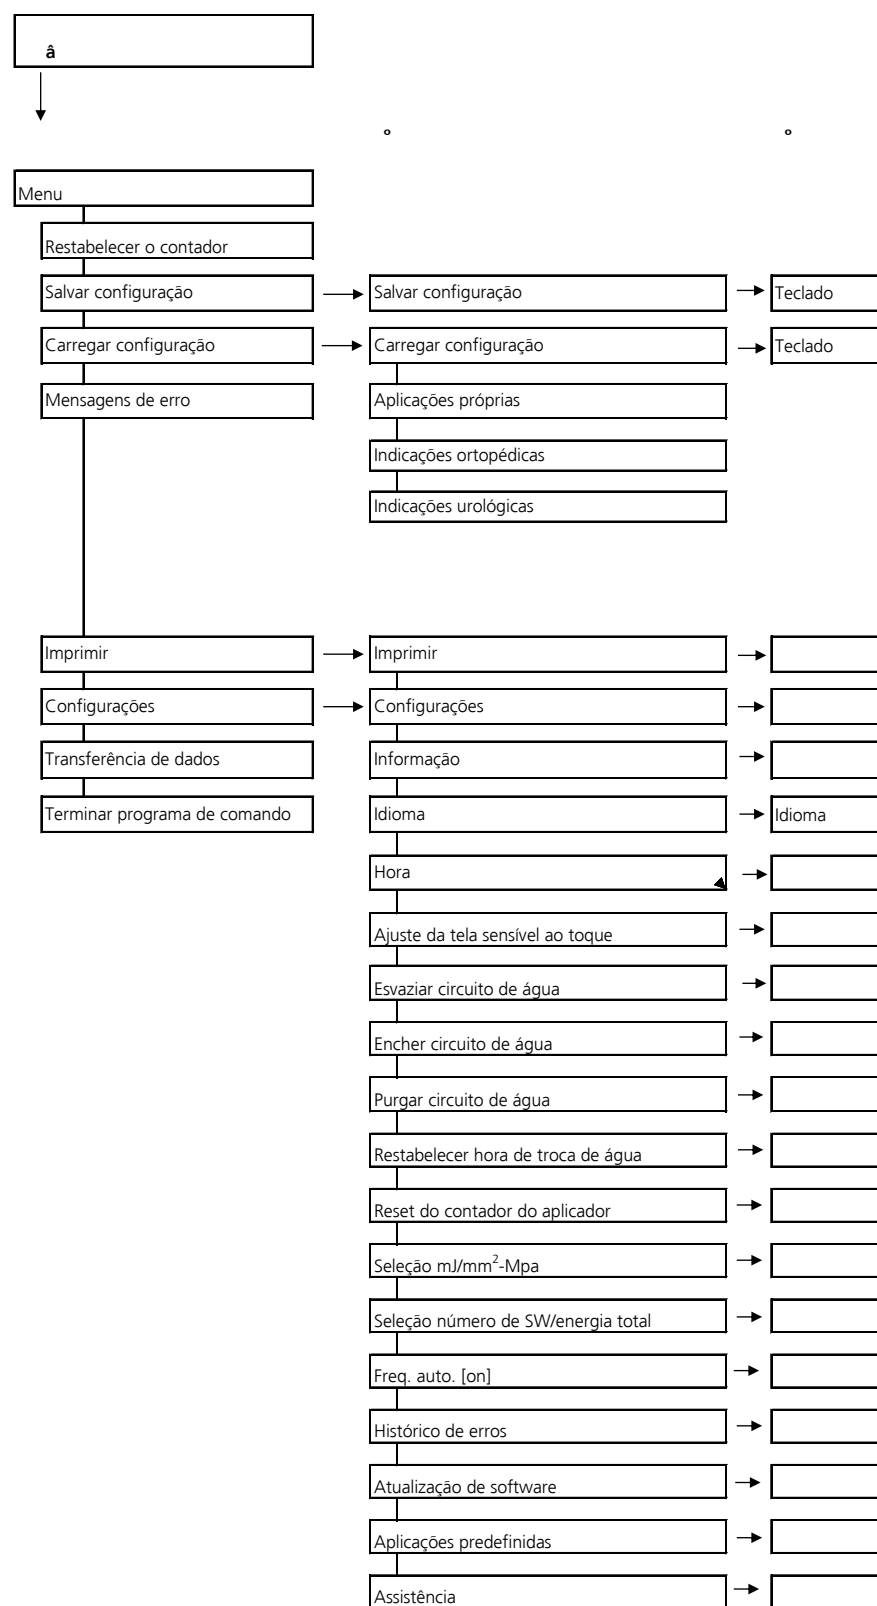 â
º º
Menu
Restabelecer o contador
Salvar configuração Salvar configuração Teclado
Carregar configuração Carregar configuração Teclado
Mensagens de erro Aplicações próprias
Indicações ortopédicas
Indicações urológicas
Imprimir Imprimir
Configurações Configurações
Transferência de dados Informação
Terminar programa de comando Idioma Idioma
Hora
Ajuste da tela sensível ao toque
Esvaziar circuito de água
Encher circuito de água
Purgar circuito de água
Restabelecer hora de troca de água
Reset do contador do aplicador
Seleção mJ/mm²-Mpa
Seleção número de SW/energia total
Freq. auto. [on]
Histórico de erros
Atualização de software
Aplicações predefinidas
Assistência